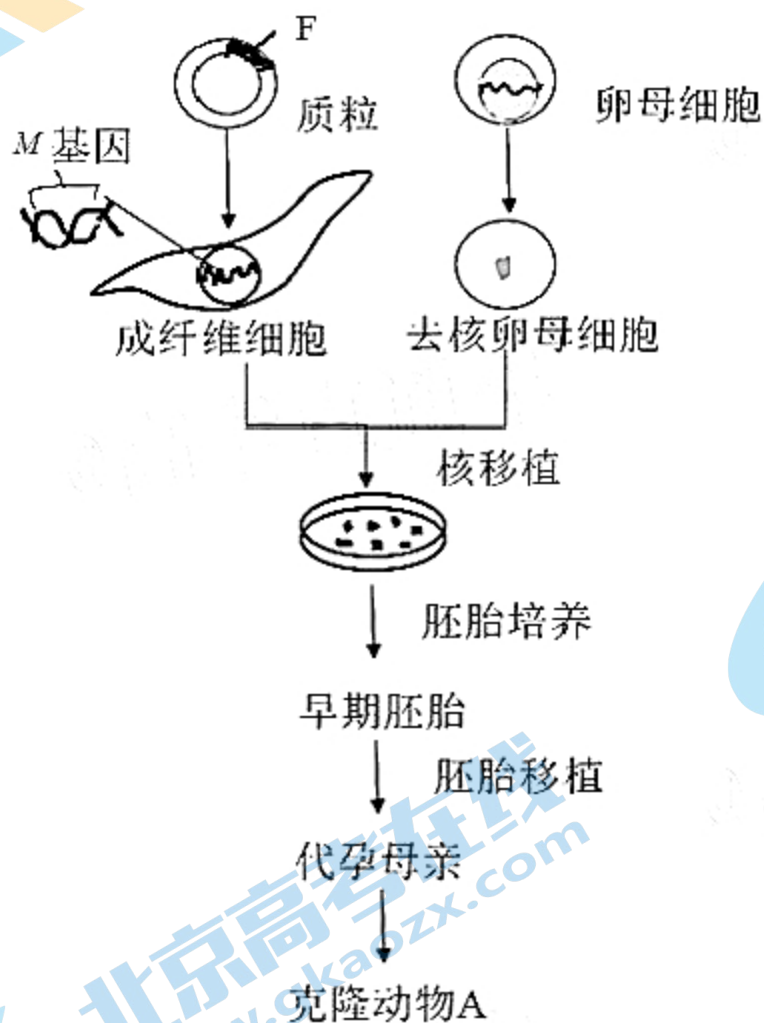 F
质粒
卵母细胞
M基因
成纤维细胞
去核卵母细胞
核移植
胚胎培养
早期胚胎
胚胎移植
代孕母亲
克隆动物A
北京高考在线
www.gkaozx.com